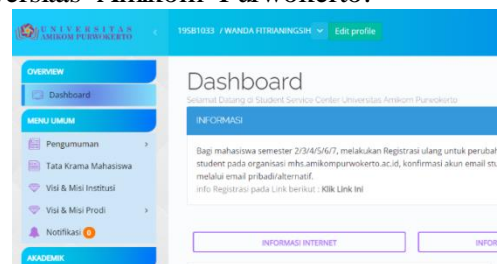 Universitas Amikom Purwokerto.
UNIVERSITAS
AMIKOM PURWOKERTO
19SB1033 / WANDA FITRIANINGSIH
Edit profile
OVERVIEW
Dashboard
MENU UMUM
Pengumuman
Tata Krama Mahasiswa
Visi & Misi Institusi
Visi & Misi Prodi
Notifikasi 0
AKADEMIK
Dashboard
Selamat Datang di Student Service Center Universitas Amikom Purwokerto
INFORMASI
Bagi mahasiswa semester 2/3/4/5/6/7, melakukan Registrasi ulang untuk perubah
student pada organisasi mhs.amikompurwokerto.ac.id, konfirmasi akun email stu
melalui email pribadi/alternatif.
info Registrasi pada Link berikut : Klik Link Ini
INFORMASI INTERNET
INFOR